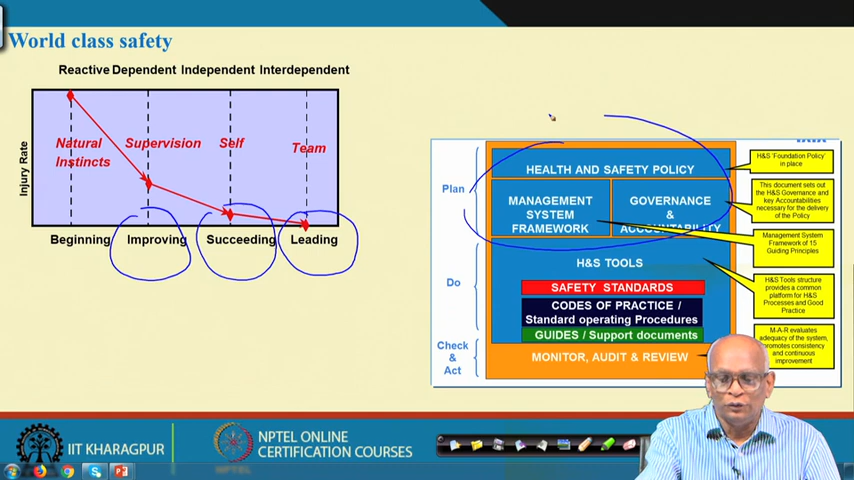 World class safety
Reactive Dependent Independent Interdependent
Injury Rate
Natural
Instincts
Supervision
Self
Team
Beginning
Improving
Succeeding
Leading
Plan
Do
Check
&
Act
HEALTH AND SAFETY POLICY
MANAGEMENT
SYSTEM
FRAMEWORK
GOVERNANCE
&
ACCOUNTABILITY
H&S TOOLS
SAFETY STANDARDS
CODES OF PRACTICE /
Standard operating Procedures
GUIDES / Support documents
MONITOR, AUDIT & REVIEW
H&S 'Foundation Policy'
in place
This document sets out
the H&S Governance and
key Accountabilities
necessary for the delivery
of the Policy
Management System
Framework of 15
Guiding Principles
H&S Tools structure
provides a common
platform for H&S
Processes and Good
Practice
M-A-R evaluates
adequacy of the system,
promotes consistency
and continuous
improvement
IIT KHARAGPUR
NPTEL ONLINE
CERTIFICATION COURSES
NPTEL